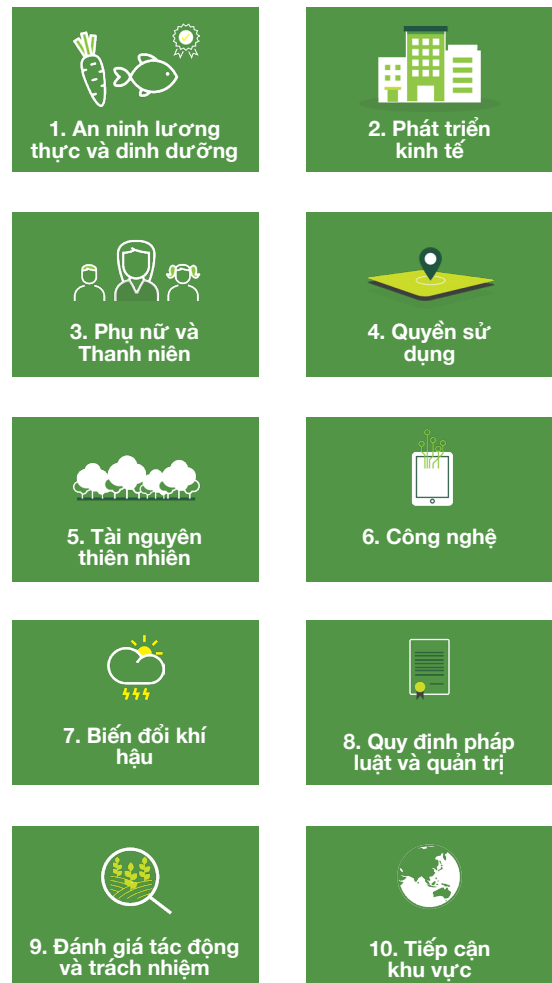 1. An ninh lương
thực và dinh dưỡng
2. Phát triển
kinh tế
3. Phụ nữ và
Thanh niên
4. Quyền sử
dụng
5. Tài nguyên
thiên nhiên
6. Công nghệ
7. Biến đổi khí
hậu
8. Quy định pháp
luật và quản trị
9. Đánh giá tác động
và trách nhiệm
10. Tiếp cận
khu vực